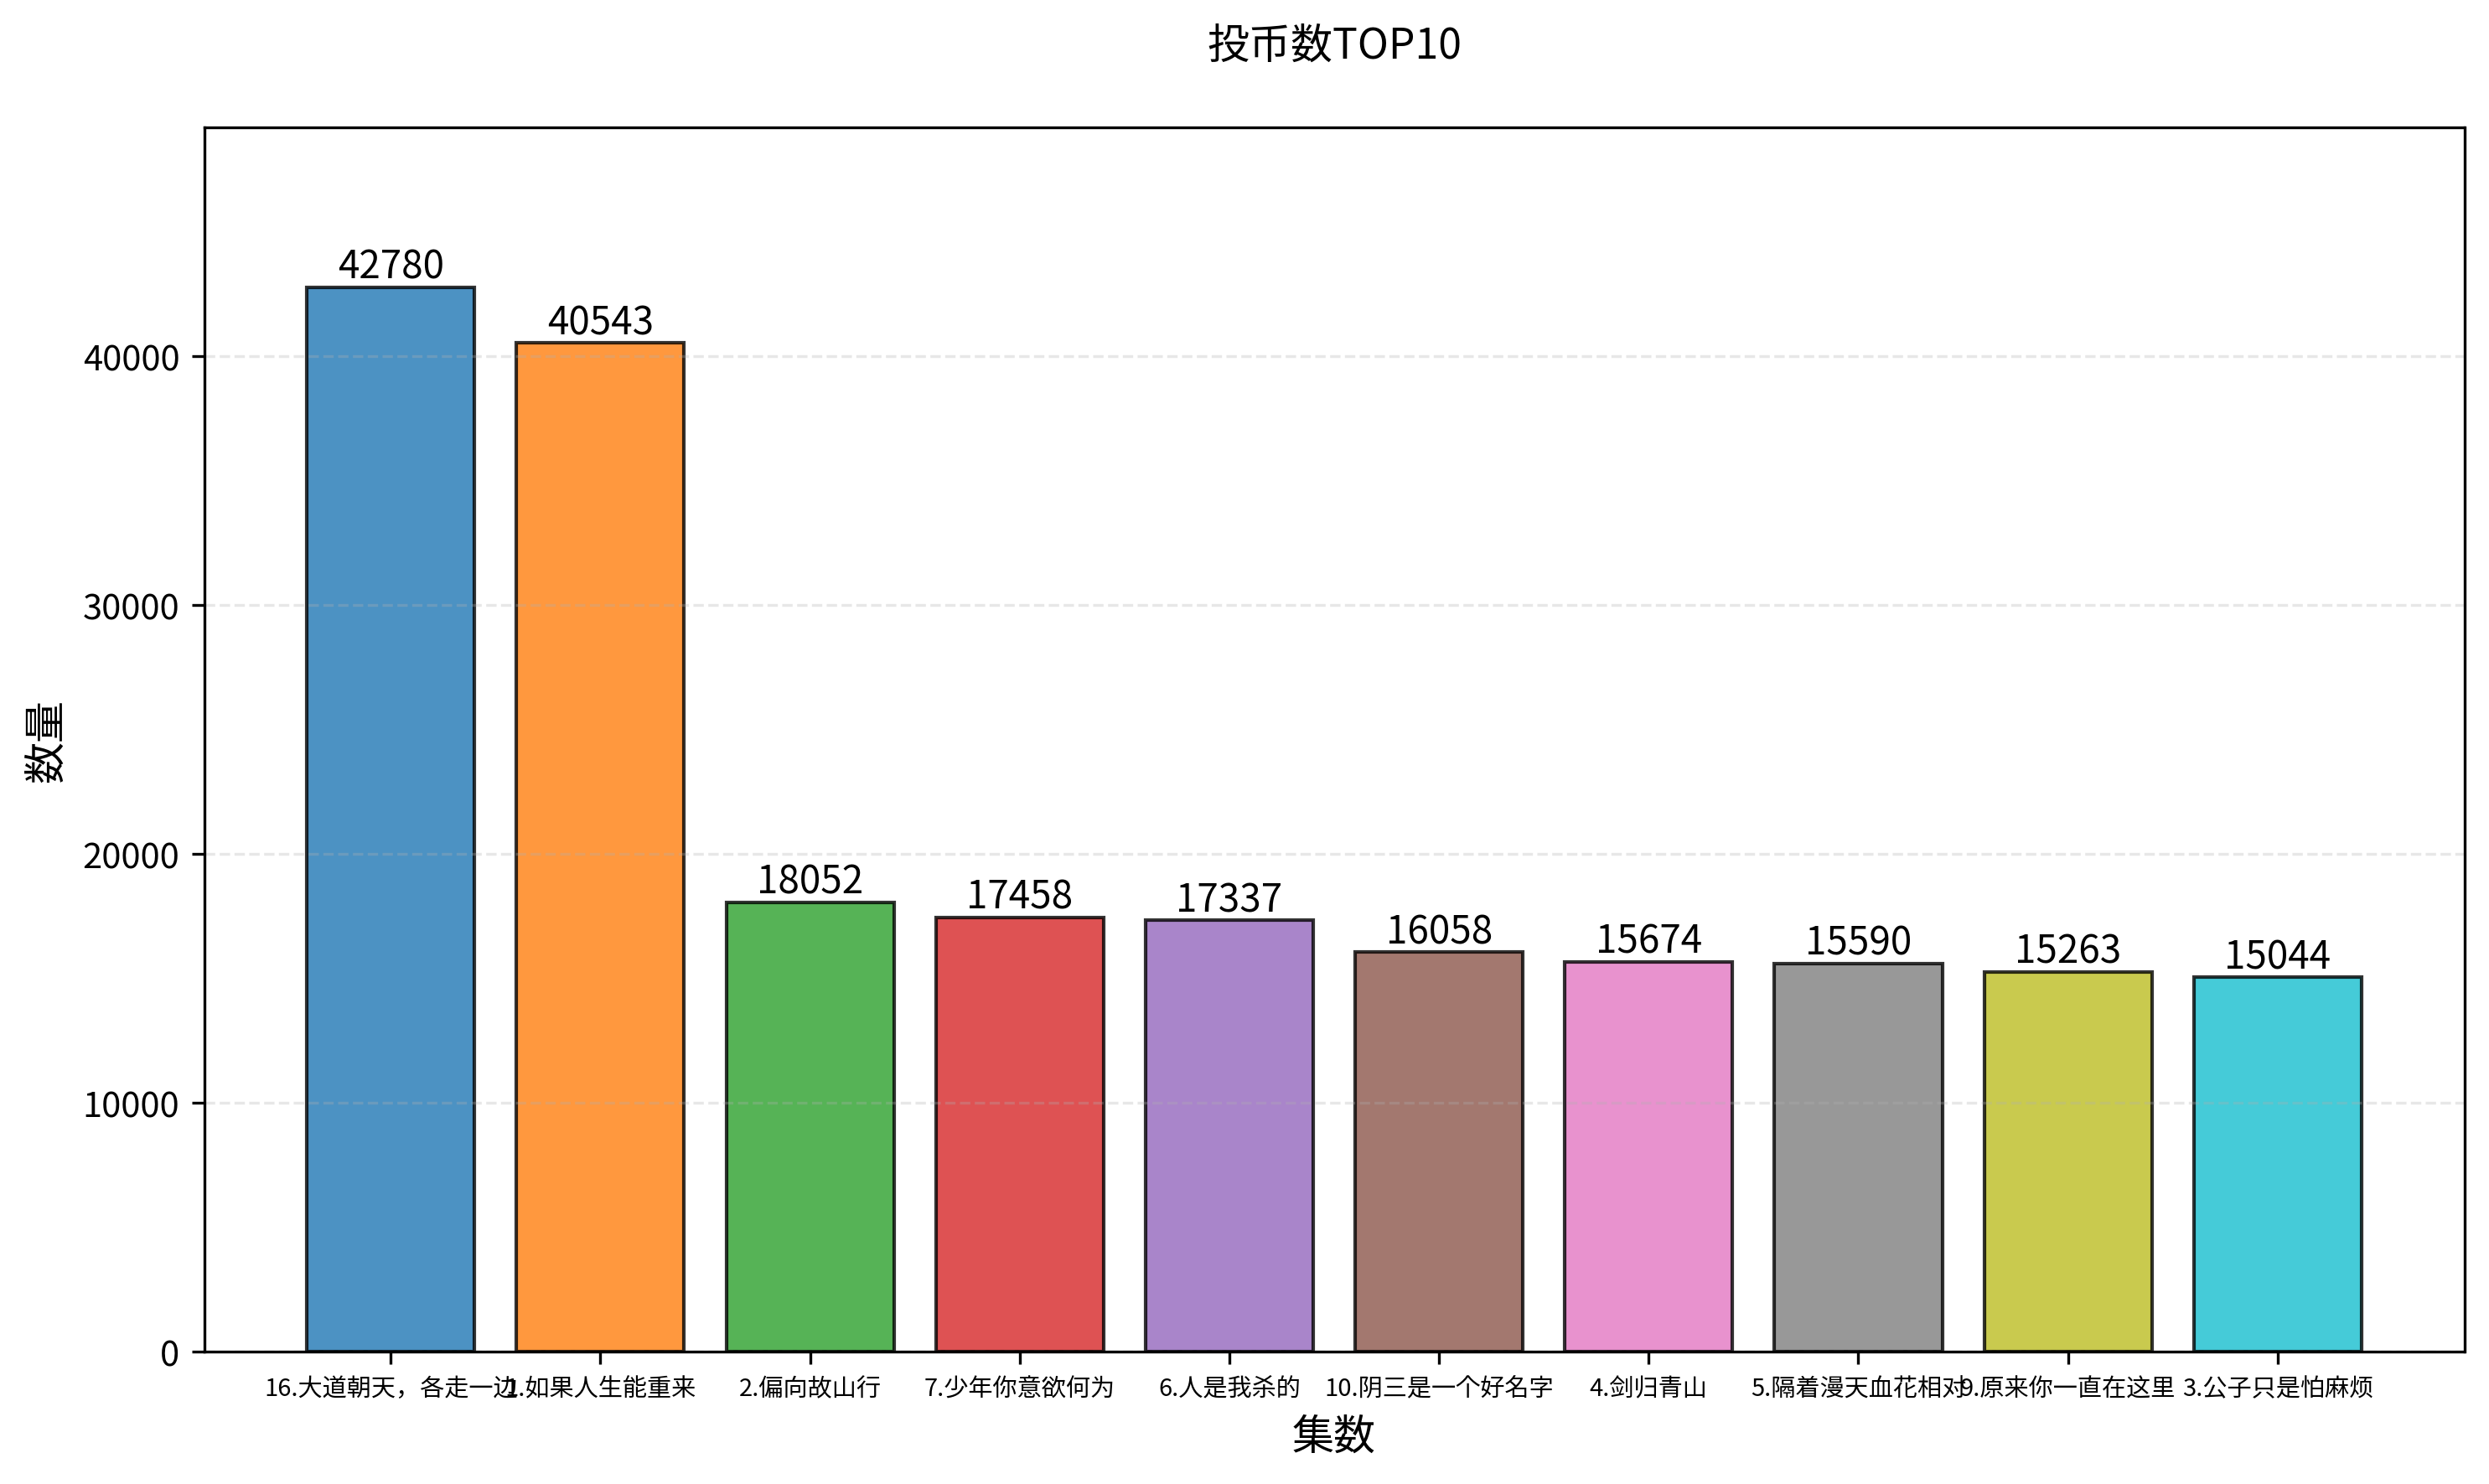 投币数TOP10
数量
40000
30000
20000
10000
0
42780
40543
18052
17458
17337
16058
15674
15590
15263
15044
16.大道朝天，各走一边
1.如果人生能重来
2.偏向故山行
7.少年你意欲何为
6.人是我杀的
10.阴三是一个好名字
4.剑归青山
5.隔着漫天血花相对
9.原来你一直在这里
3.公子只是怕麻烦
集数